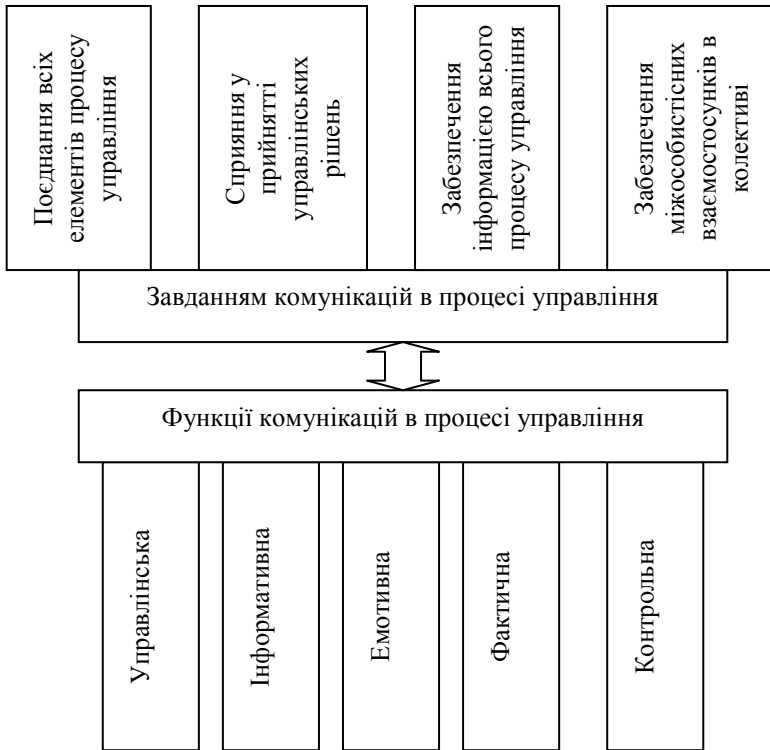 Поєднання всіх
елементів процесу
управління
Сприяння у
прийнятті
управлінських
рішень
Забезпечення
інформацією всього
процесу управління
Забезпечення
міжособистісних
взаємостосунків в
колективі
Завданням комунікацій в процесі управління
Функції комунікацій в процесі управління
Управлінська
Інформативна
Емотивна
Фактична
Контрольна